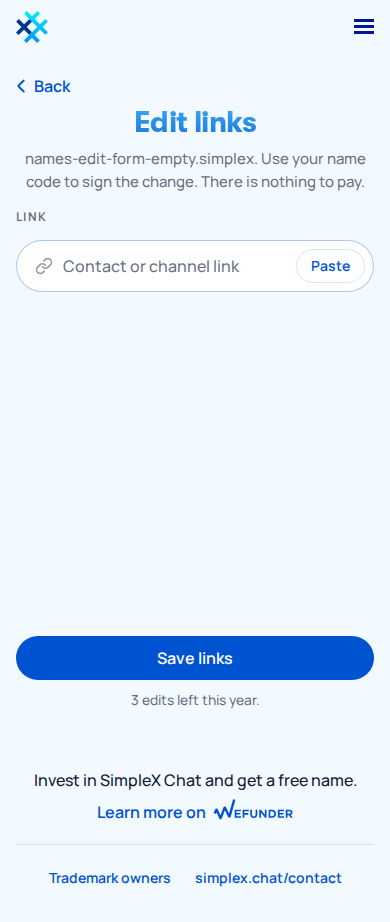 Back
Edit links
names-edit-form-empty.simplex. Use your name
code to sign the change. There is nothing to pay.
LINK
Contact or channel link
Paste
Save links
3 edits left this year.
Invest in SimpleX Chat and get a free name.
Learn more on WEFUNDER
Trademark owners
simplex.chat/contact